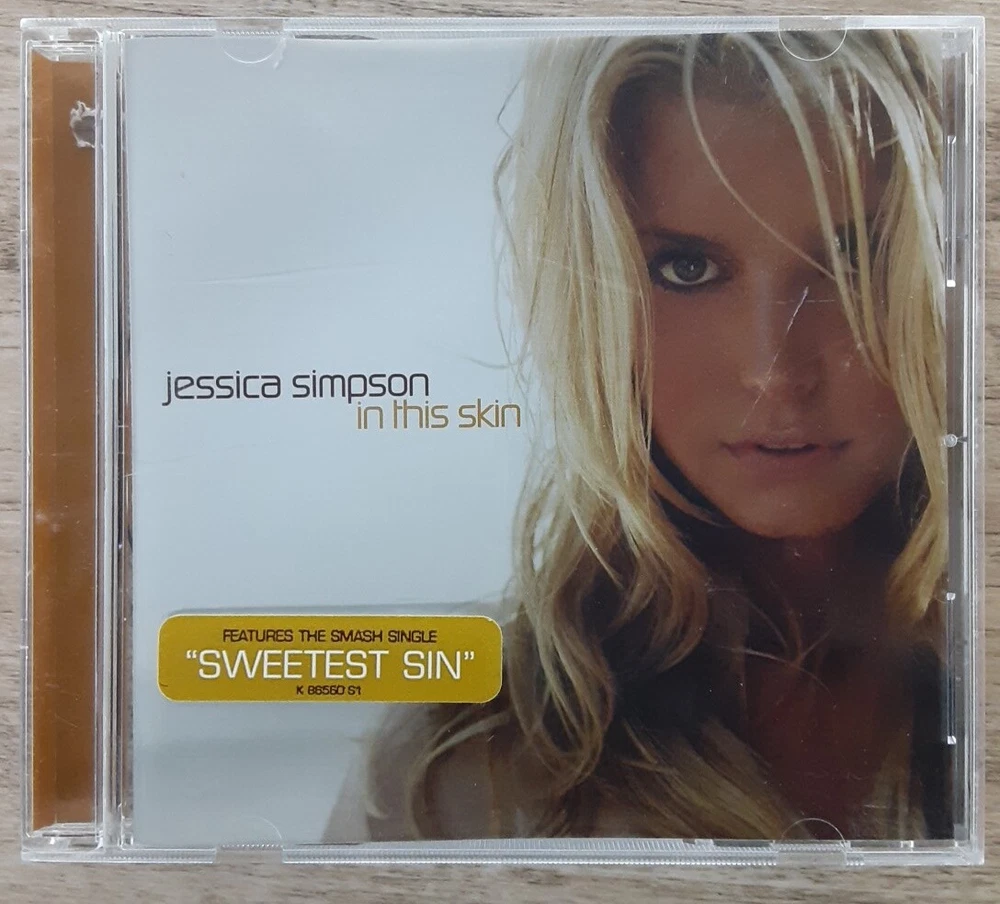 jessica simpson
in this skin
FEATURES THE SMASH SINGLE
“SWEETEST SIN”
K 86560 S1